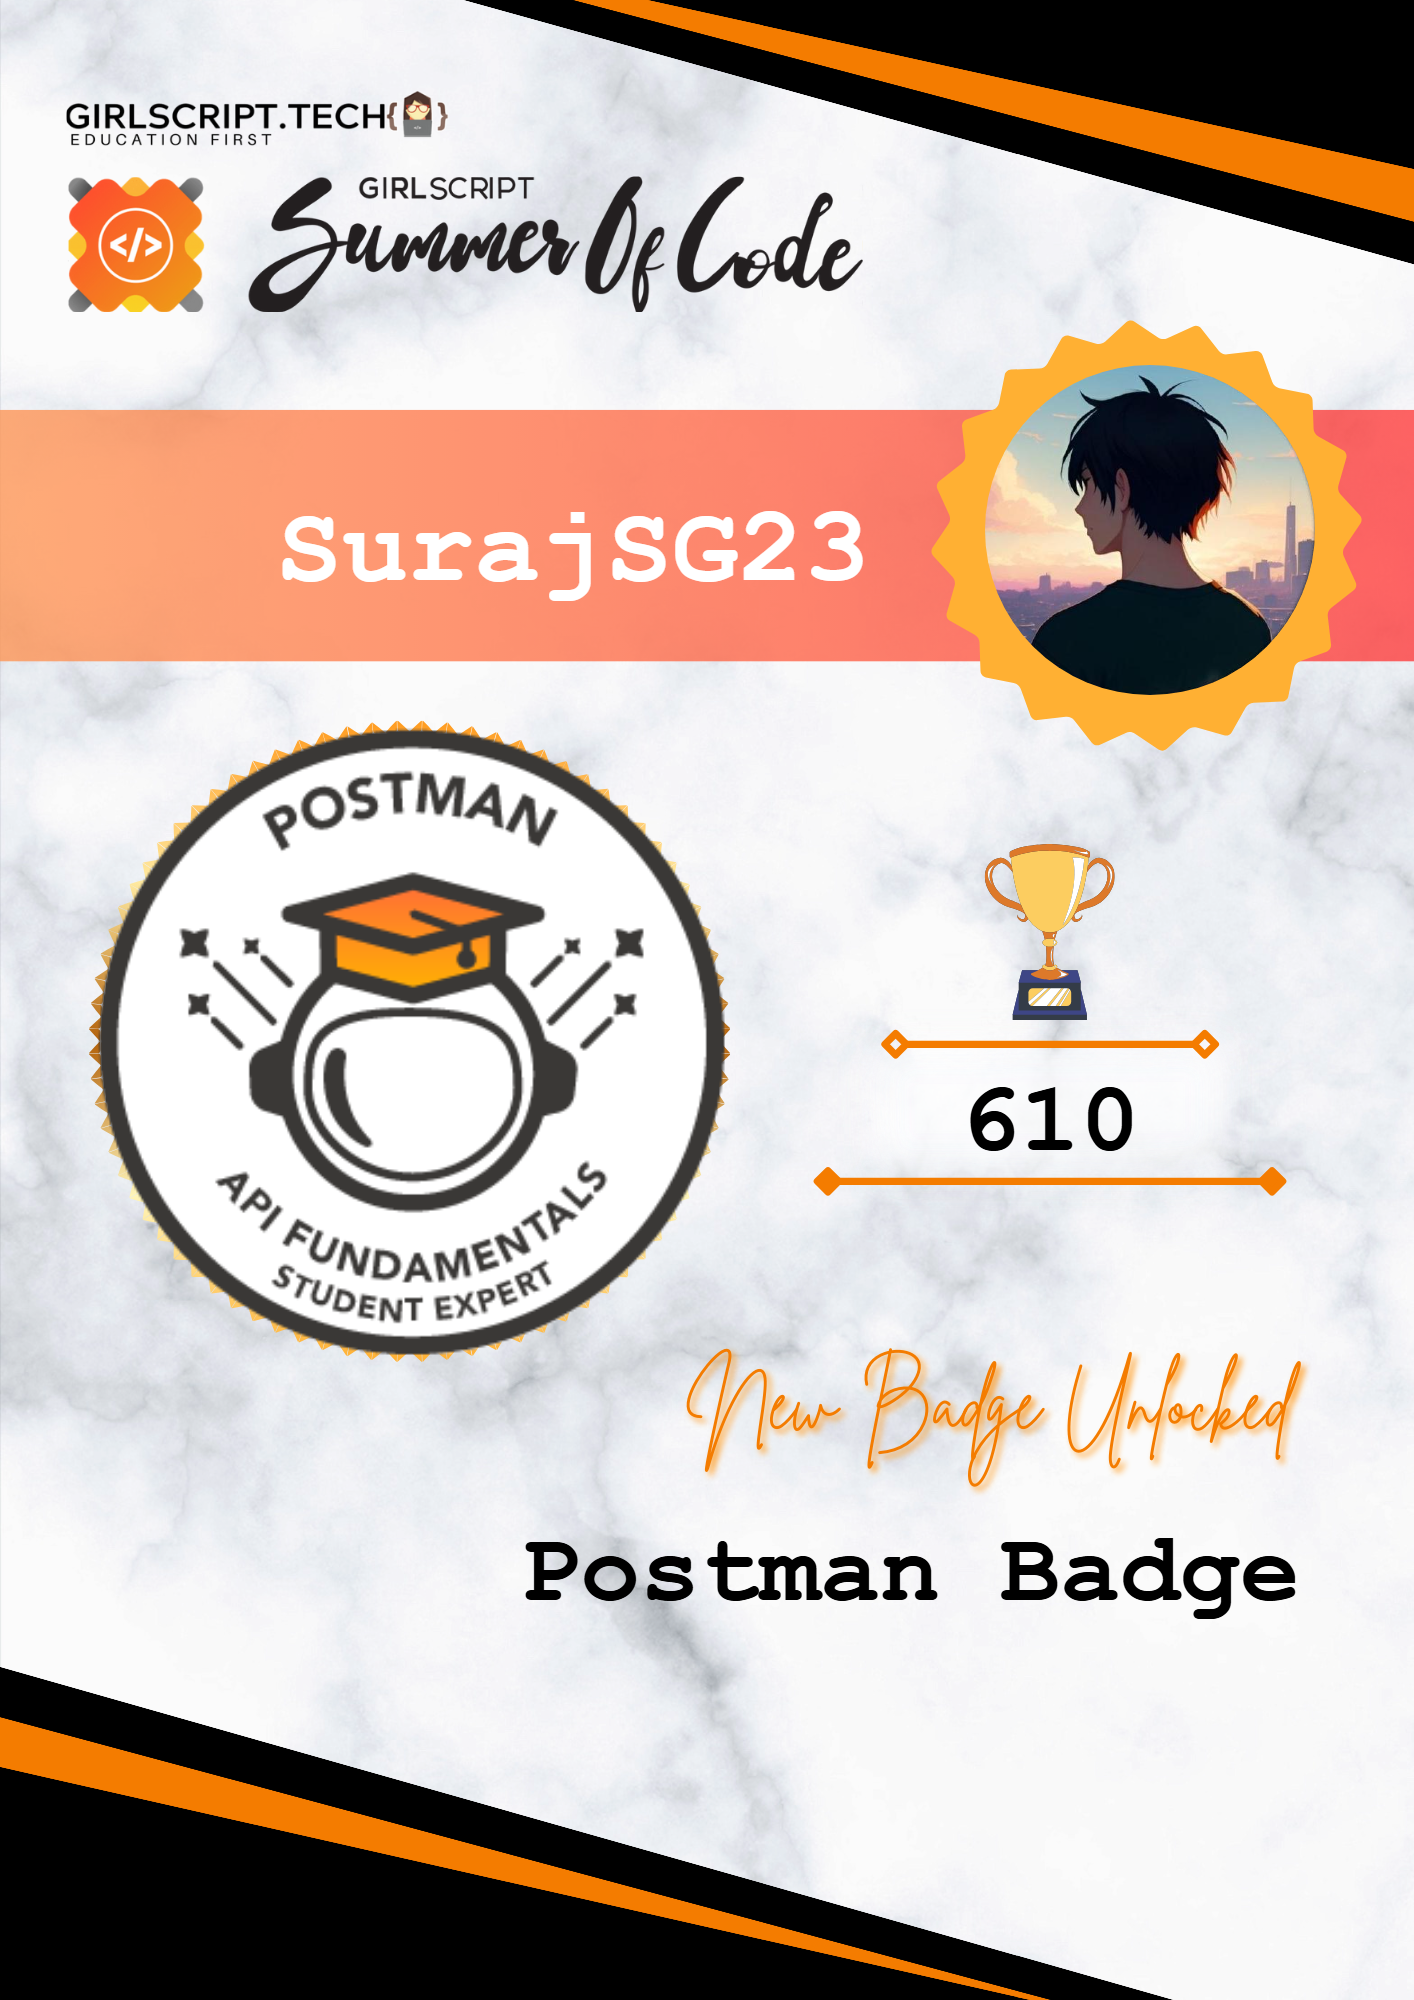 GIRLSCRIPT.TECH{ }
EDUCATION FIRST
</>
GIRLSCRIPT
Summer Of Code
SurajSG23
POSTMAN
API FUNDAMENTALS
STUDENT EXPERT
610
New Badge Unlocked
Postman Badge